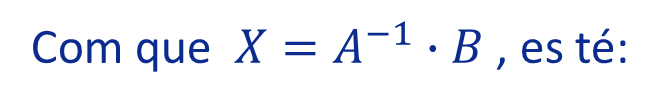 Com que X = A⁻¹ · B , es té: